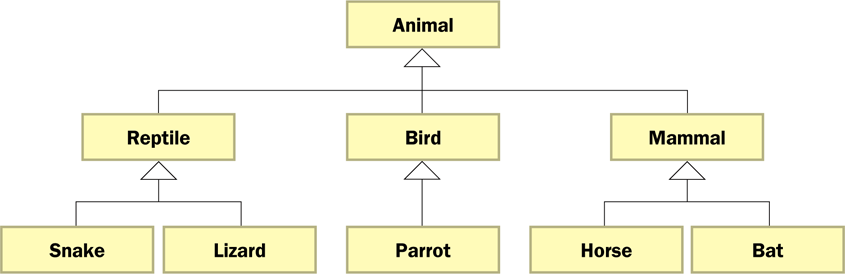 Animal
Reptile
Bird
Mammal
Snake
Lizard
Parrot
Horse
Bat